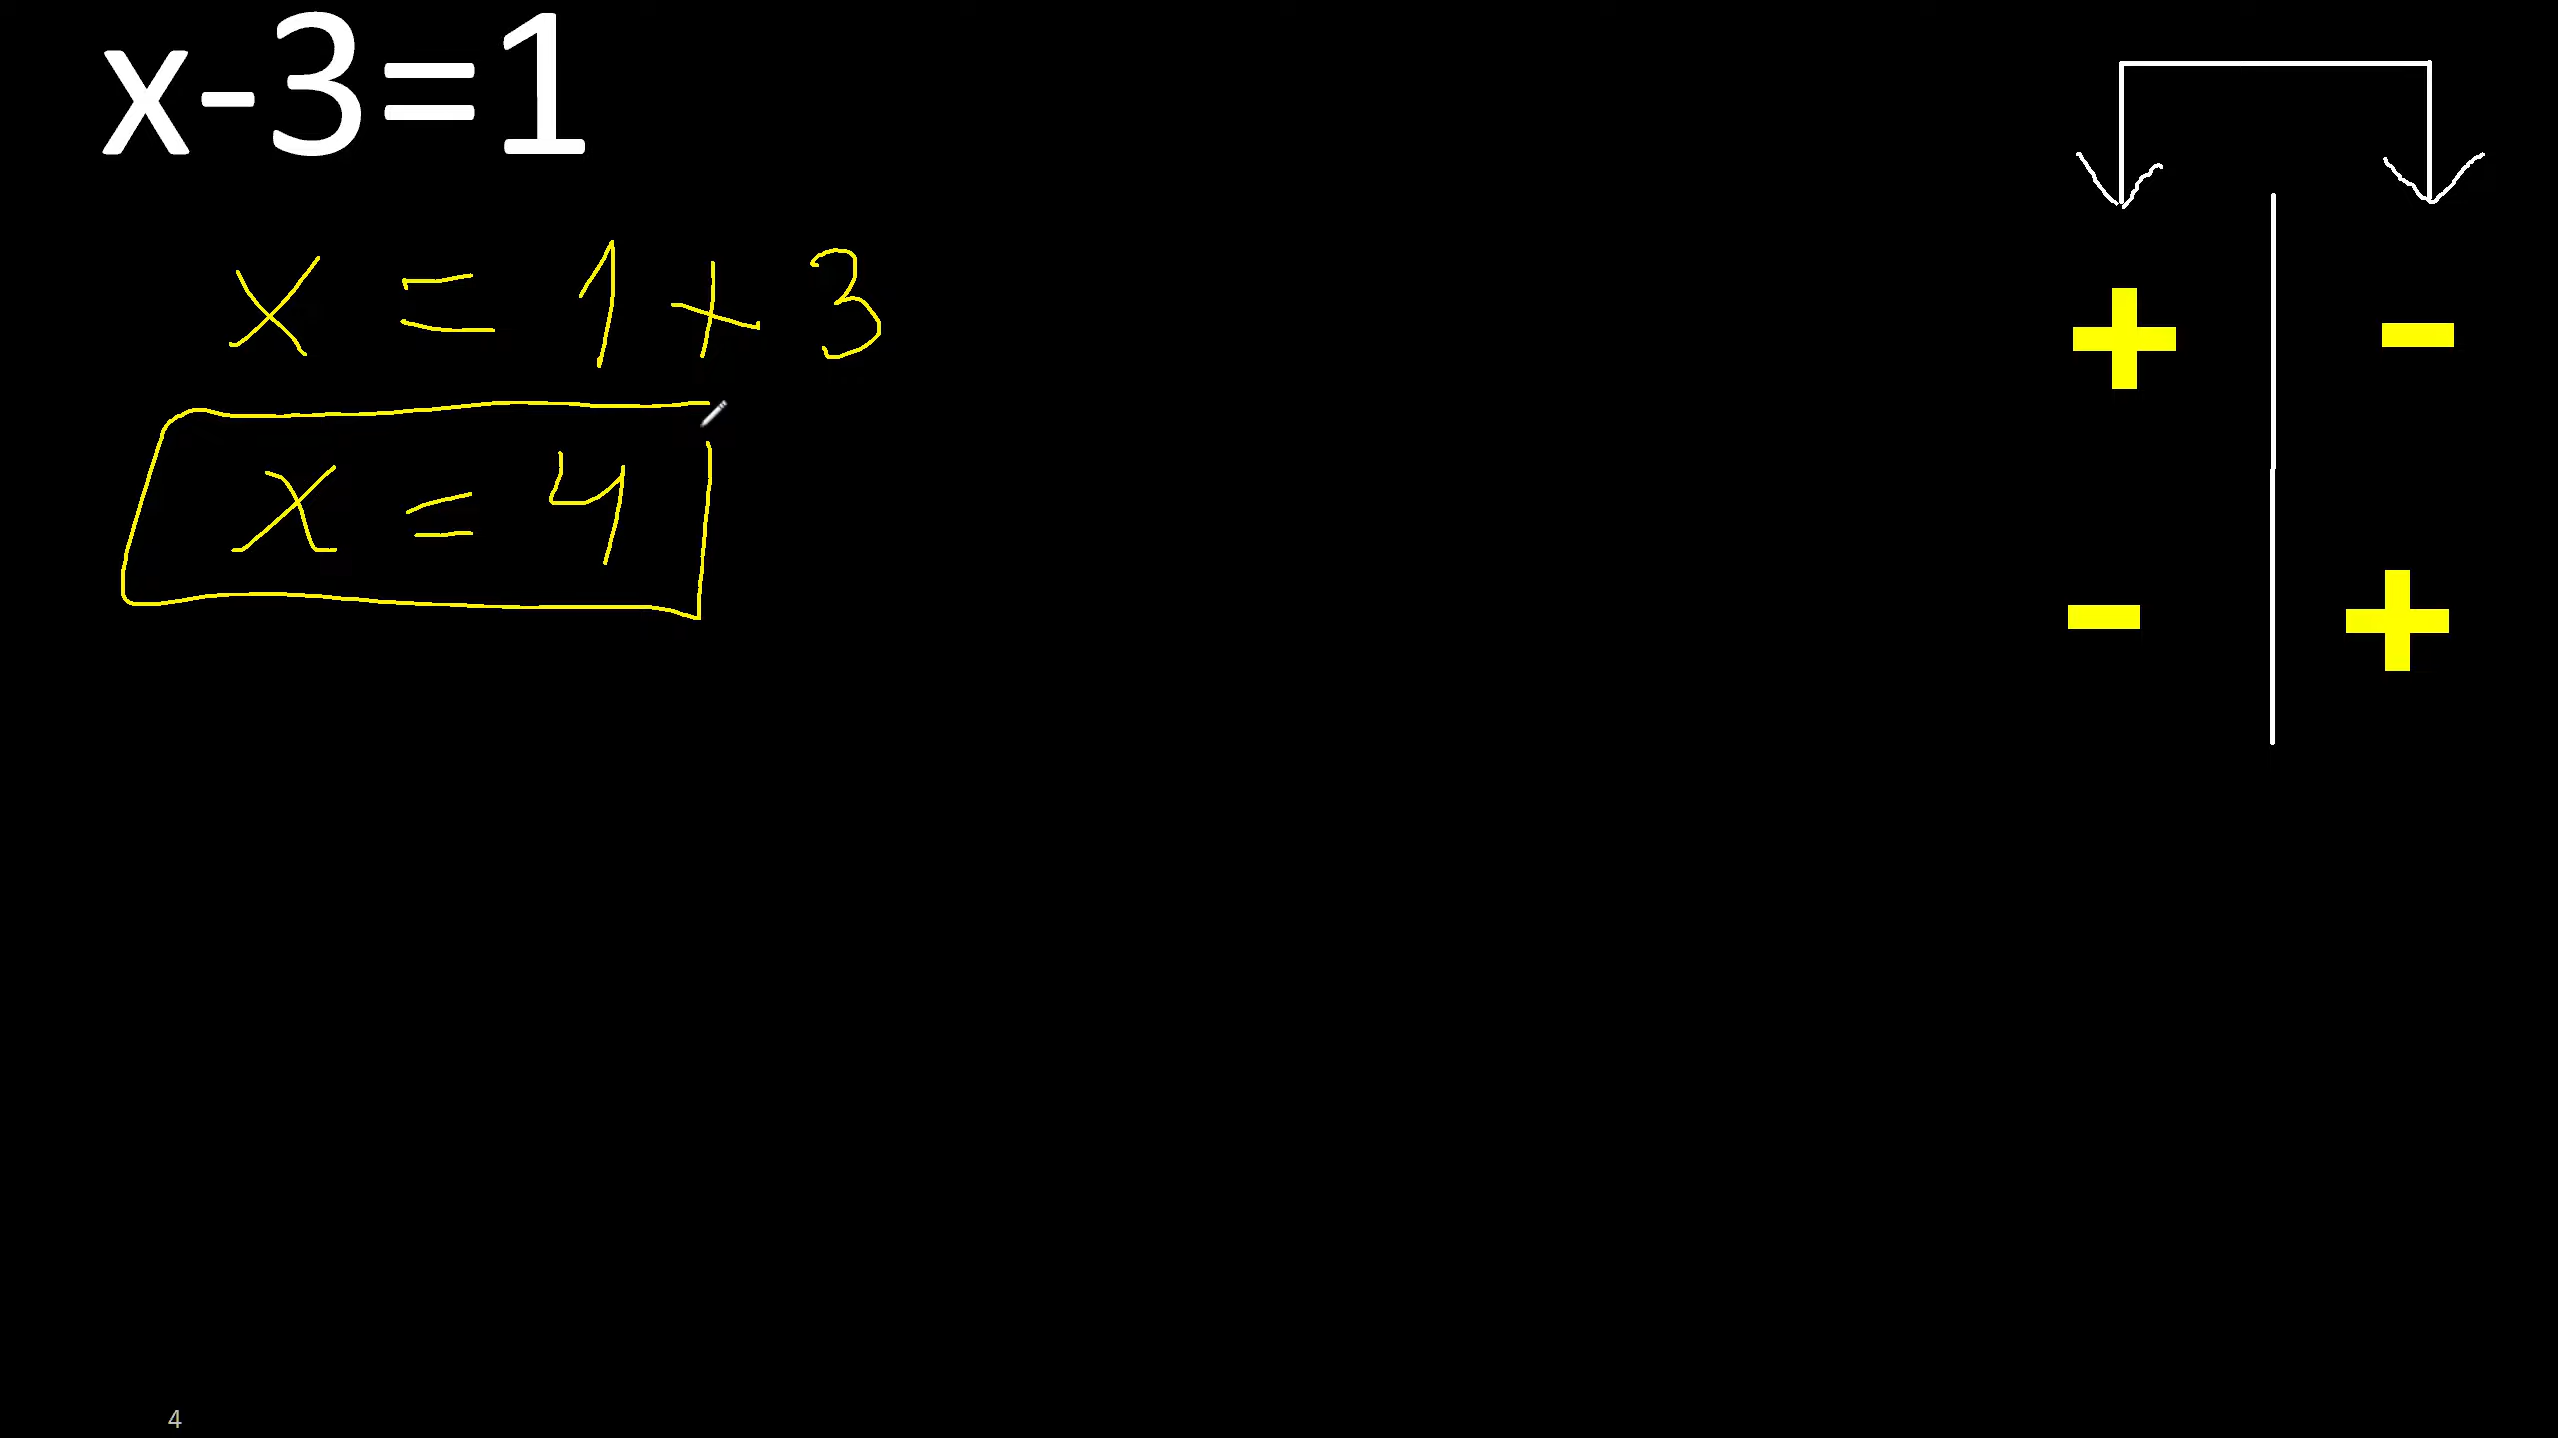 x-3=1
x = 1 + 3
x = 4
+ -
- +
4